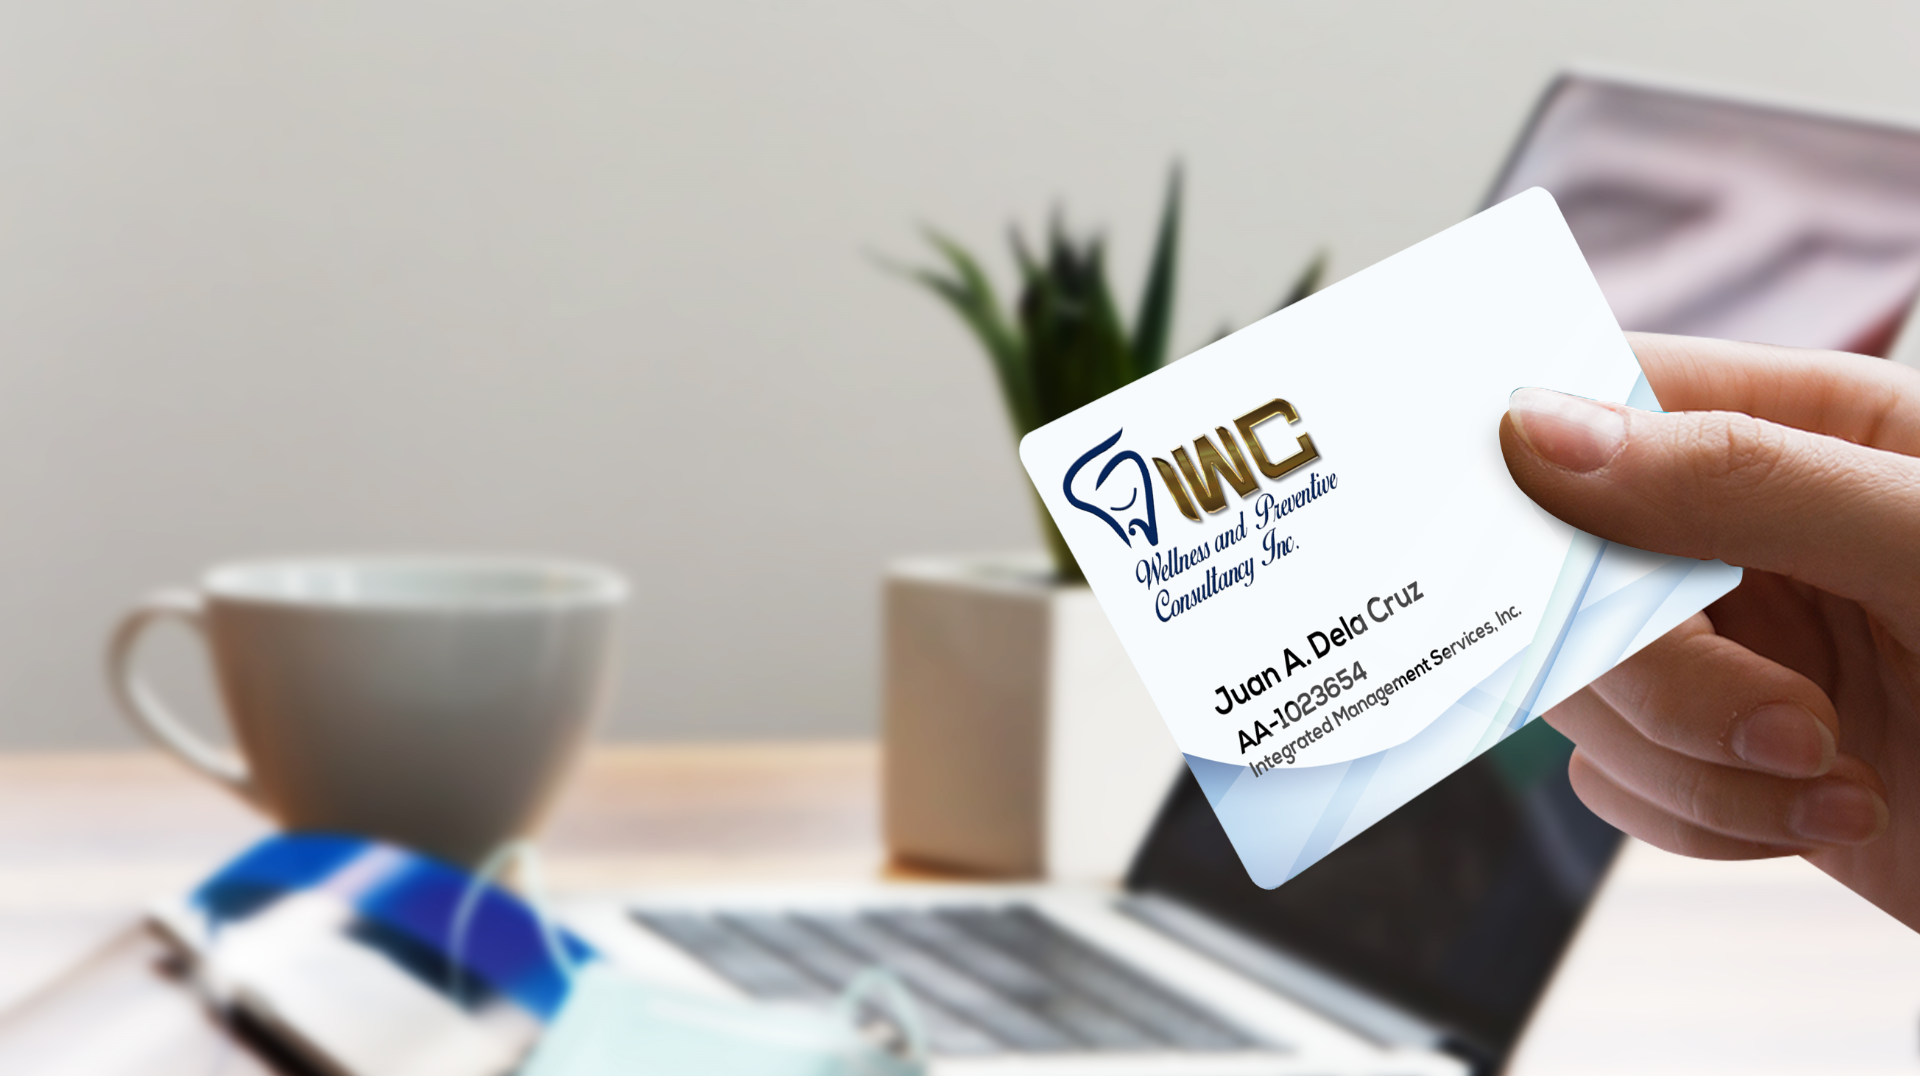 IWC
Wellness and Preventive
Consultancy Inc.
Juan A. Dela Cruz
AA-1023654
Integrated Management Services, Inc.